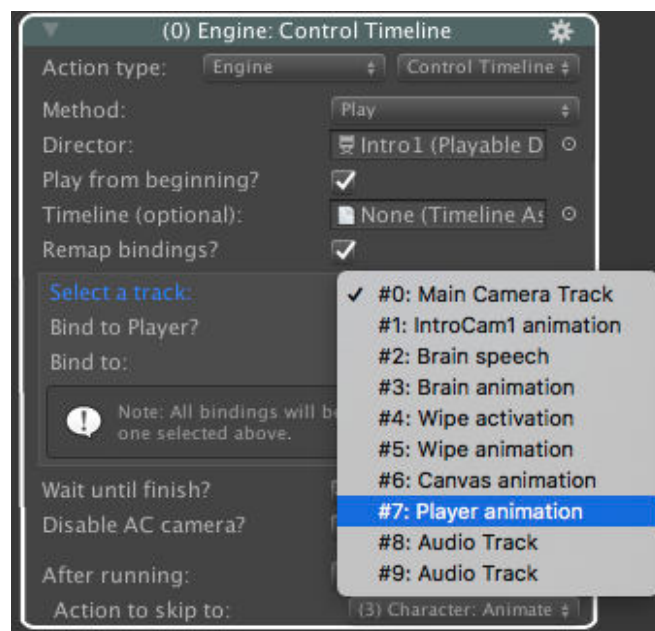 (0) Engine: Control Timeline
Action type: Engine Control Timeline
Method: Play
Director: Intro1 (Playable D
Play from beginning?
Timeline (optional): None (Timeline As
Remap bindings?
Select a track:
Bind to Player?
Bind to:
Note: All bindings will b
one selected above.
Wait until finish?
Disable AC camera?
After running:
Action to skip to: (3) Character: Animate
✓ #0: Main Camera Track
#1: IntroCam1 animation
#2: Brain speech
#3: Brain animation
#4: Wipe activation
#5: Wipe animation
#6: Canvas animation
#7: Player animation
#8: Audio Track
#9: Audio Track